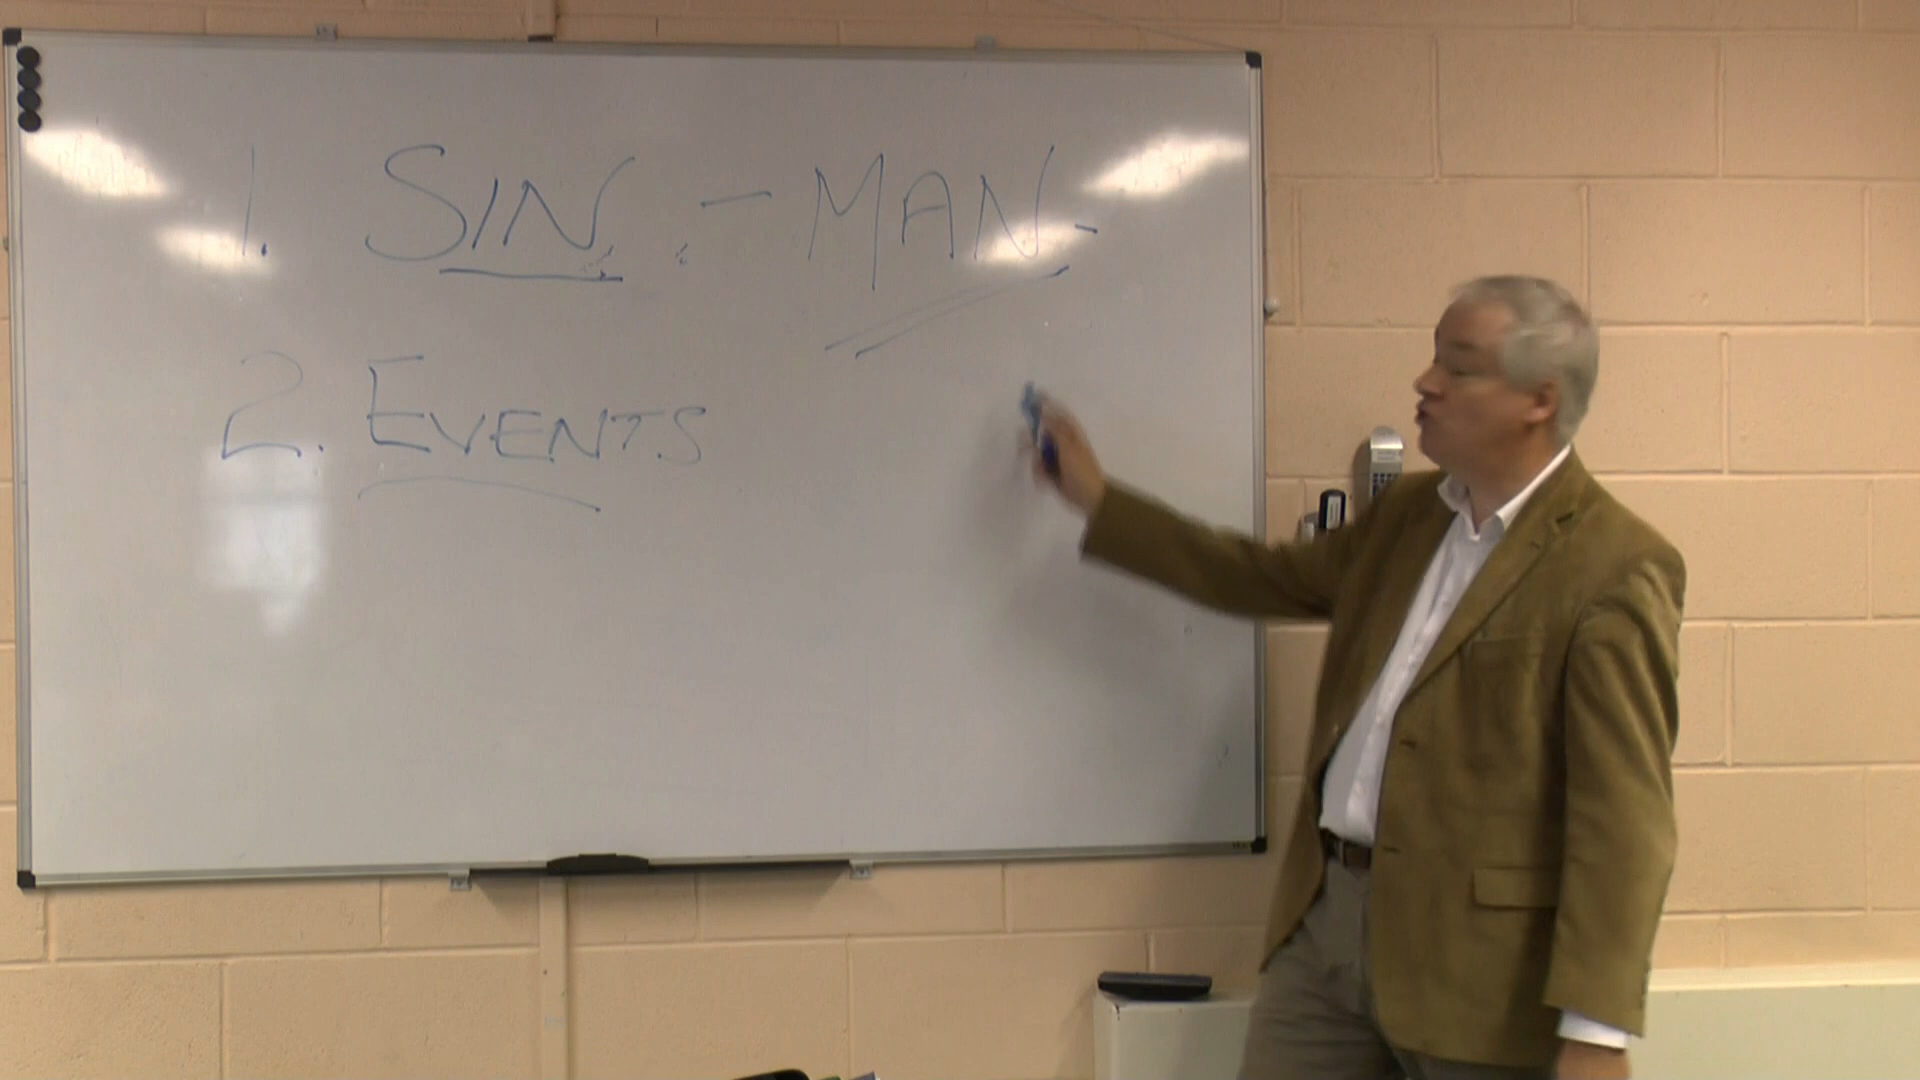 1. SIN. - MAN -
2. EVENTS